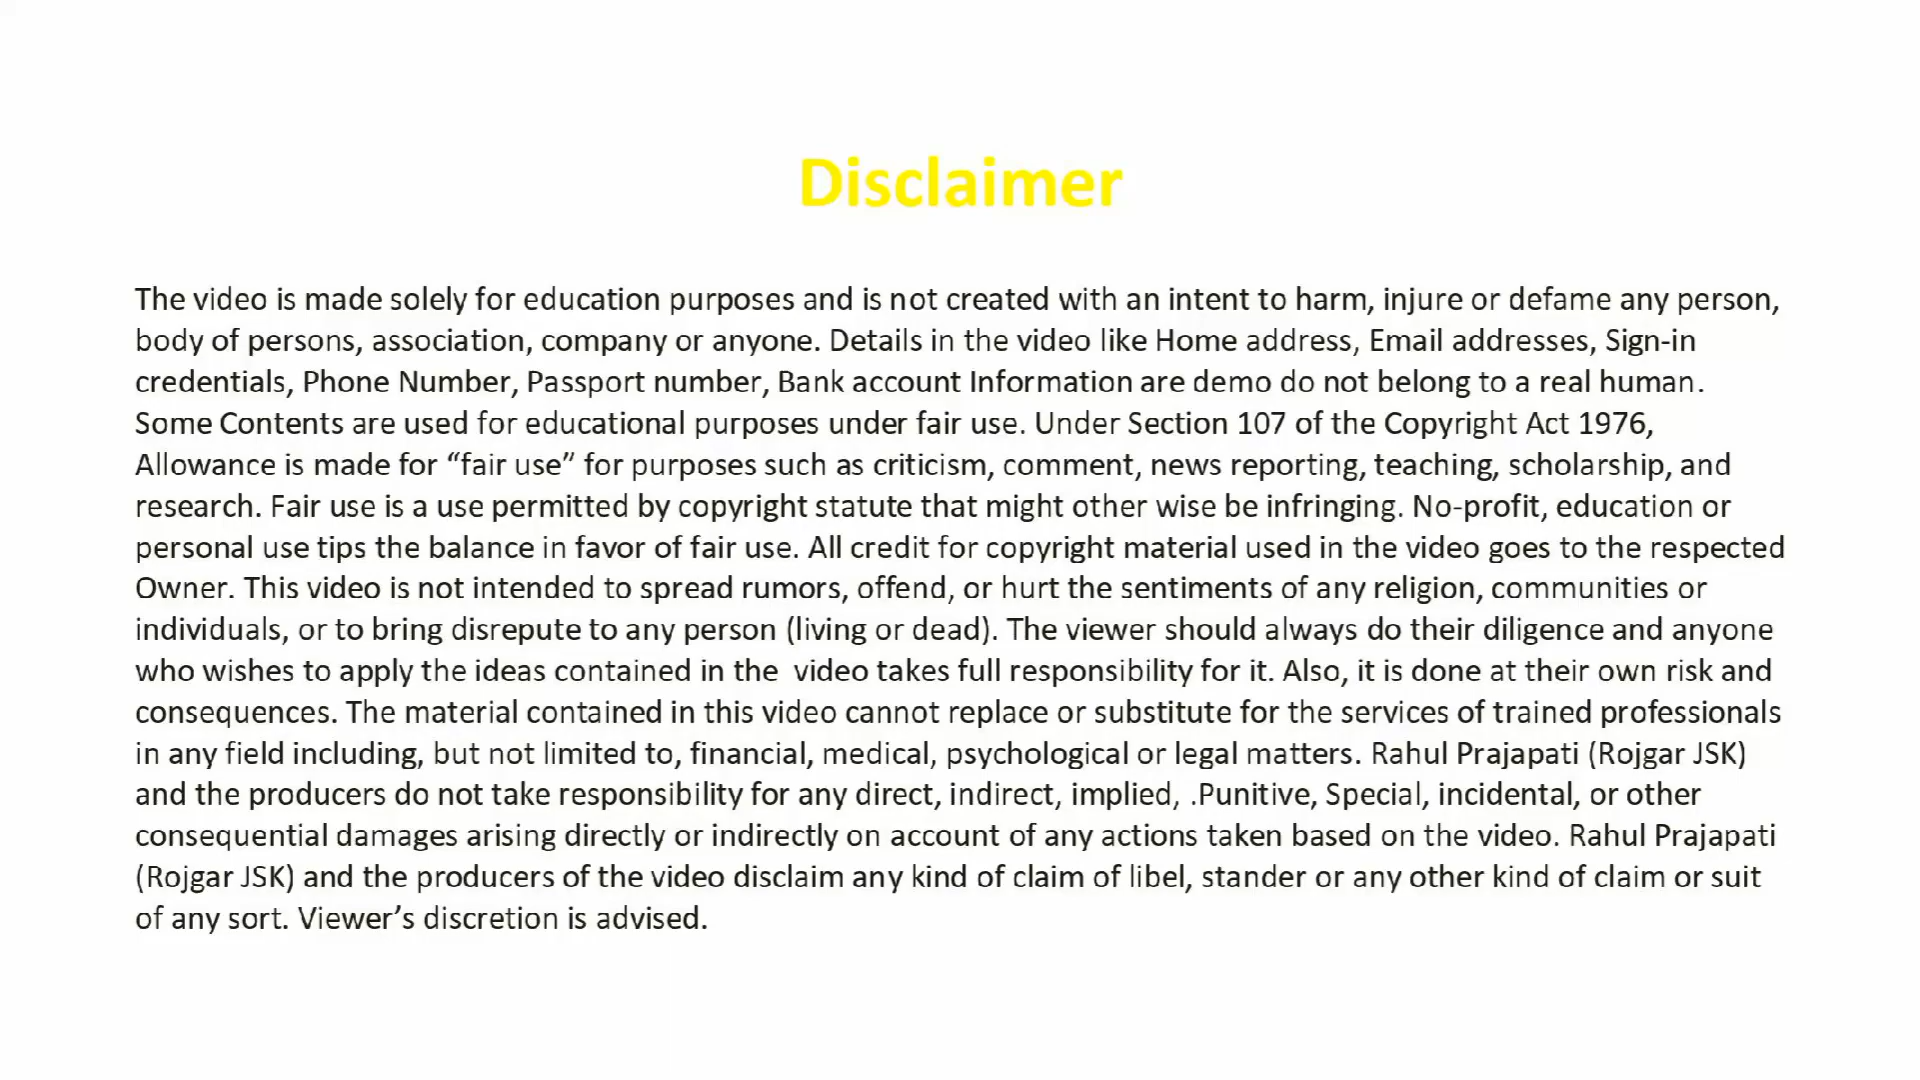 Disclaimer
The video is made solely for education purposes and is not created with an intent to harm, injure or defame any person,
body of persons, association, company or anyone. Details in the video like Home address, Email addresses, Sign-in
credentials, Phone Number, Passport number, Bank account Information are demo do not belong to a real human.
Some Contents are used for educational purposes under fair use. Under Section 107 of the Copyright Act 1976,
Allowance is made for “fair use” for purposes such as criticism, comment, news reporting, teaching, scholarship, and
research. Fair use is a use permitted by copyright statute that might other wise be infringing. No-profit, education or
personal use tips the balance in favor of fair use. All credit for copyright material used in the video goes to the respected
Owner. This video is not intended to spread rumors, offend, or hurt the sentiments of any religion, communities or
individuals, or to bring disrepute to any person (living or dead). The viewer should always do their diligence and anyone
who wishes to apply the ideas contained in the  video takes full responsibility for it. Also, it is done at their own risk and
consequences. The material contained in this video cannot replace or substitute for the services of trained professionals
in any field including, but not limited to, financial, medical, psychological or legal matters. Rahul Prajapati (Rojgar JSK)
and the producers do not take responsibility for any direct, indirect, implied, .Punitive, Special, incidental, or other
consequential damages arising directly or indirectly on account of any actions taken based on the video. Rahul Prajapati
(Rojgar JSK) and the producers of the video disclaim any kind of claim of libel, stander or any other kind of claim or suit
of any sort. Viewer’s discretion is advised.